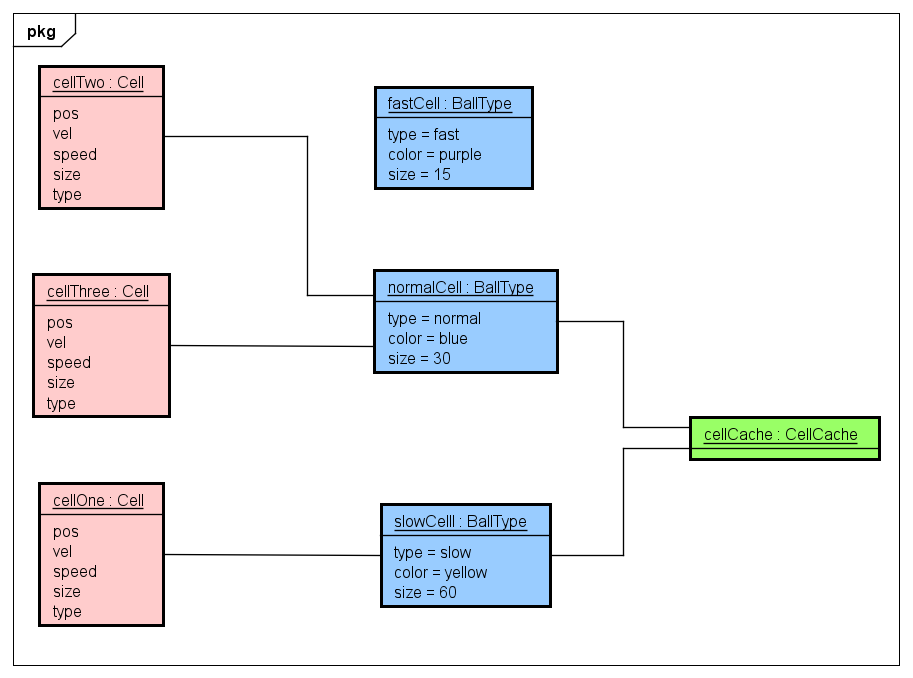 pkg
cellTwo : Cell
pos
vel
speed
size
type
fastCell : BallType
type = fast
color = purple
size = 15
cellThree : Cell
pos
vel
speed
size
type
normalCell : BallType
type = normal
color = blue
size = 30
cellCache : CellCache
cellOne : Cell
pos
vel
speed
size
type
slowCelll : BallType
type = slow
color = yellow
size = 60